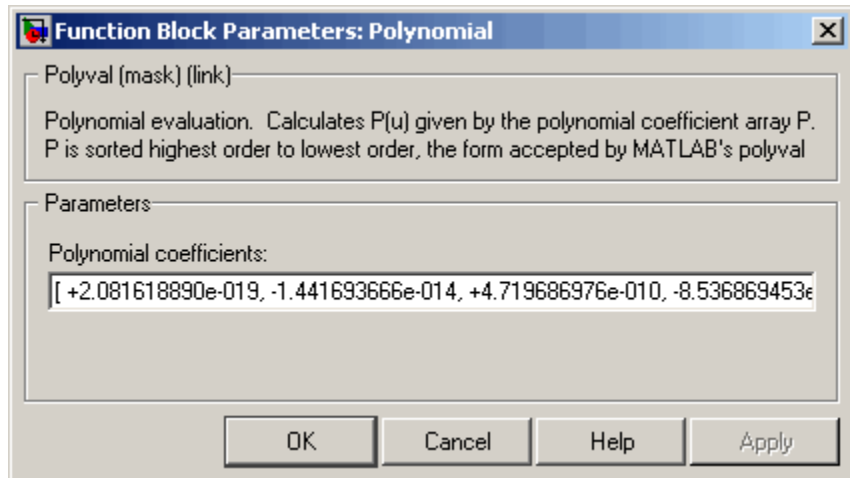 Function Block Parameters: Polynomial
Polyval (mask) (link)
Polynomial evaluation.  Calculates P(u) given by the polynomial coefficient array P.
P is sorted highest order to lowest order, the form accepted by MATLAB's polyval
Parameters
Polynomial coefficients:
[ +2.081618890e-019, -1.441693666e-014, +4.719686976e-010, -8.536869453e
OK Cancel Help Apply